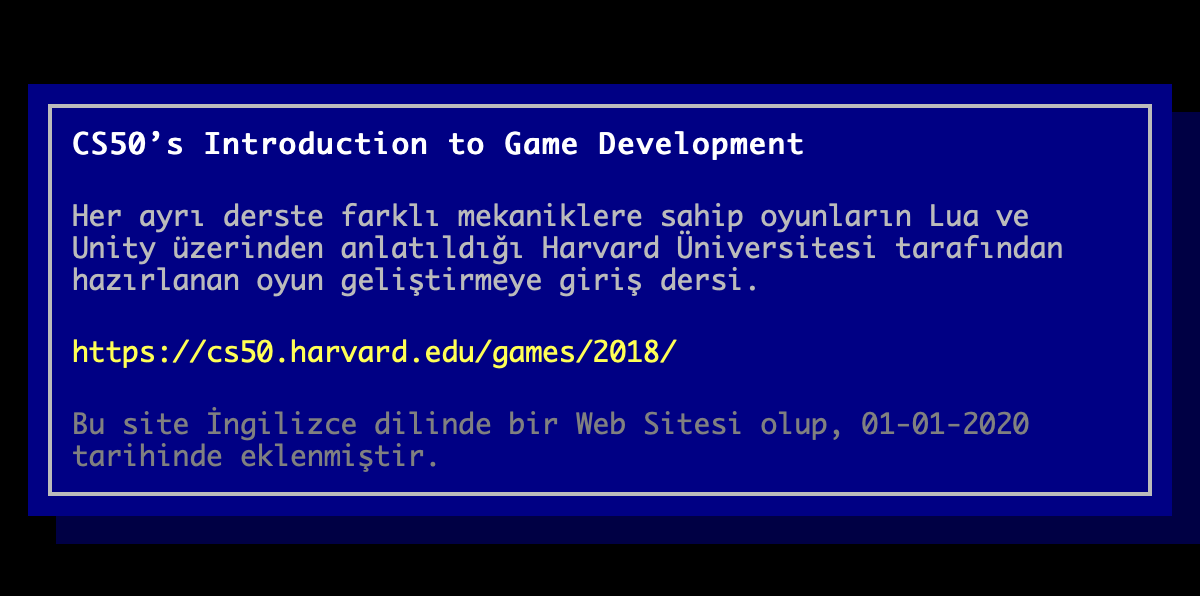 CS50’s Introduction to Game Development
Her ayrı derste farklı mekaniklere sahip oyunların Lua ve
Unity üzerinden anlatıldığı Harvard Üniversitesi tarafından
hazırlanan oyun geliştirmeye giriş dersi.
https://cs50.harvard.edu/games/2018/
Bu site İngilizce dilinde bir Web Sitesi olup, 01-01-2020
tarihinde eklenmiştir.